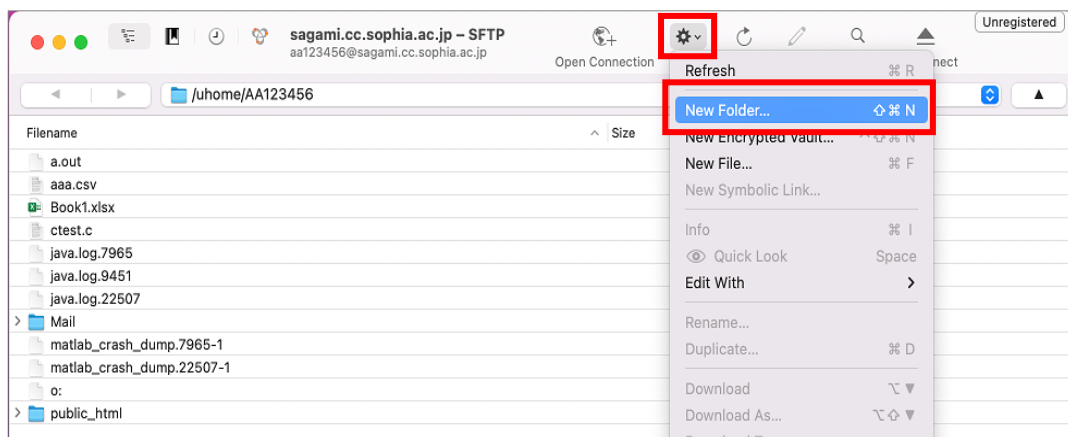 sagami.cc.sophia.ac.jp – SFTP
aa123456@sagami.cc.sophia.ac.jp
Open Connection
Unregistered
nect
/uhome/AA123456
Filename
Size
a.out
aaa.csv
Book1.xlsx
ctest.c
java.log.7965
java.log.9451
java.log.22507
Mail
matlab_crash_dump.7965-1
matlab_crash_dump.22507-1
o:
public_html
Refresh ⌘ R
New Folder... ⇧ ⌘ N
New Encrypted Vault... ^ ⇧ ⌘ N
New File... ⌘ F
New Symbolic Link...
Info ⌘ I
Quick Look Space
Edit With
Rename...
Duplicate... ⌘ D
Download ⌥ ▼
Download As... ⌥ ⇧ ▼